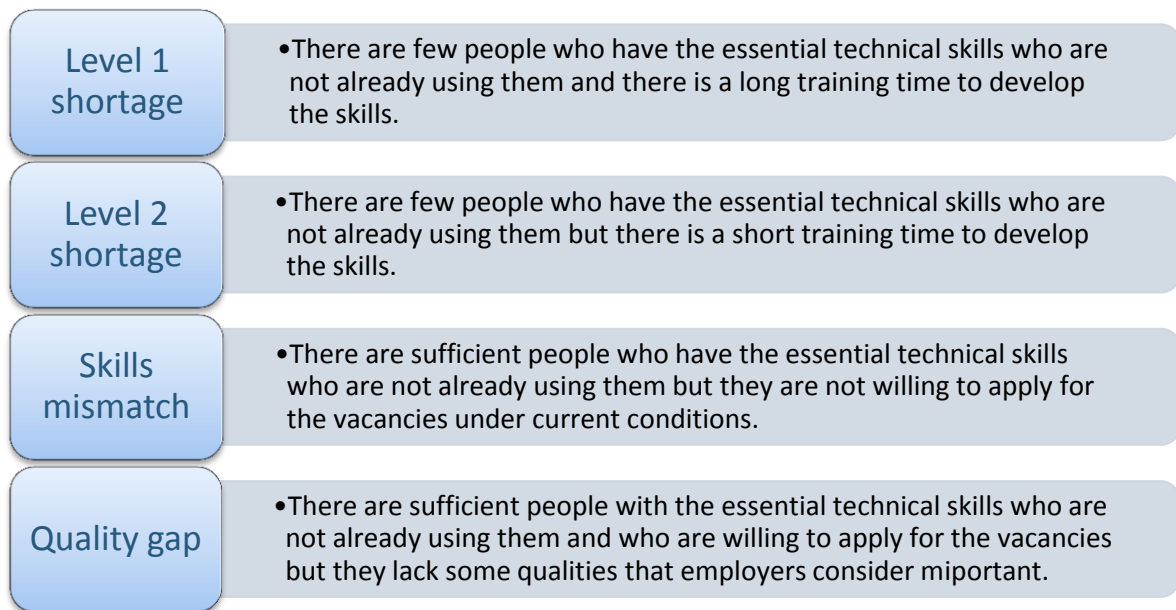 Level 1
shortage
•There are few people who have the essential technical skills who are
not already using them and there is a long training time to develop
the skills.
Level 2
shortage
•There are few people who have the essential technical skills who are
not already using them but there is a short training time to develop
the skills.
Skills
mismatch
•There are sufficient people who have the essential technical skills
who are not already using them but they are not willing to apply for
the vacancies under current conditions.
Quality gap
•There are sufficient people with the essential technical skills who are
not already using them and who are willing to apply for the vacancies
but they lack some qualities that employers consider miportant.